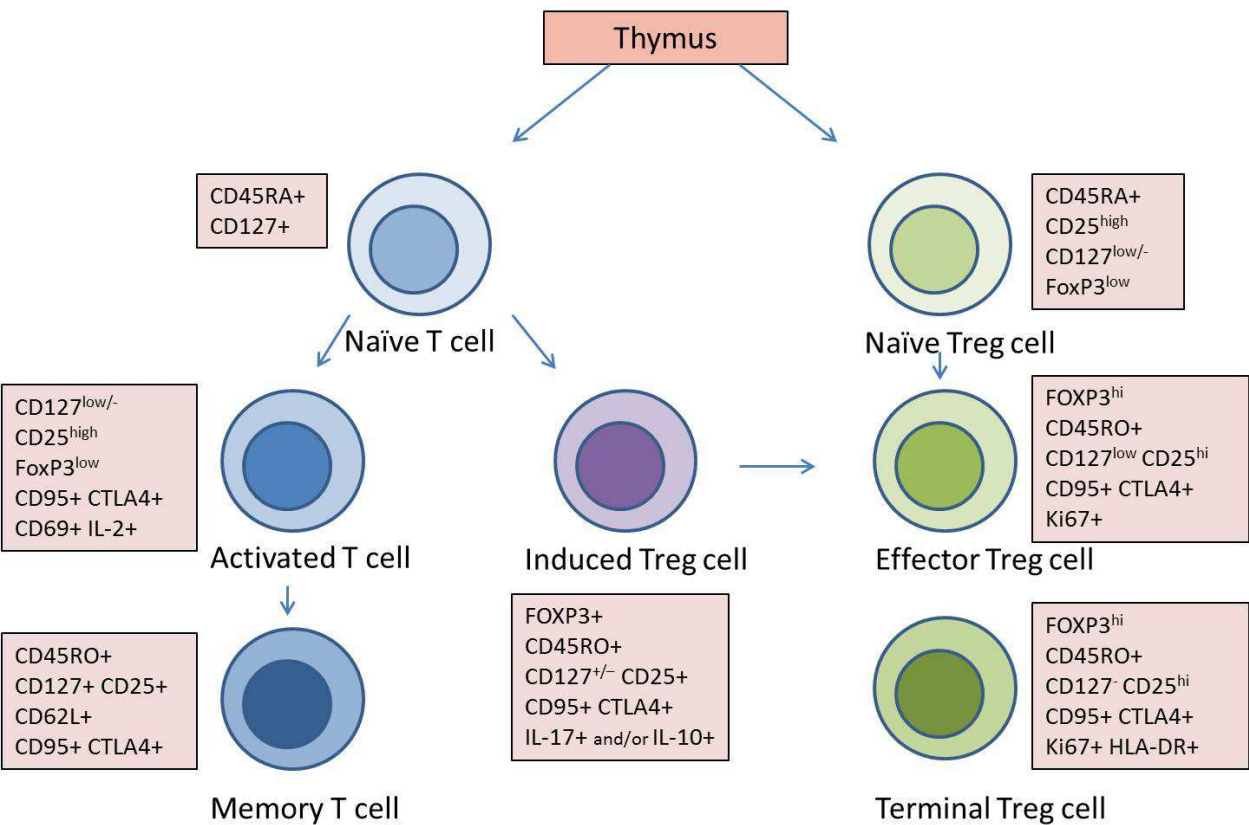 Thymus
CD45RA+
CD127+
Naïve T cell
CD45RA+
CD25high
CD127low/-
FoxP3low
Naïve Treg cell
CD127low/-
CD25high
FoxP3low
CD95+ CTLA4+
CD69+ IL-2+
Activated T cell
Induced Treg cell
FOXP3hi
CD45RO+
CD127low CD25hi
CD95+ CTLA4+
Ki67+
Effector Treg cell
CD45RO+
CD127+ CD25+
CD62L+
CD95+ CTLA4+
Memory T cell
FOXP3+
CD45RO+
CD127+/– CD25+
CD95+ CTLA4+
IL-17+ and/or IL-10+
FOXP3hi
CD45RO+
CD127- CD25hi
CD95+ CTLA4+
Ki67+ HLA-DR+
Terminal Treg cell